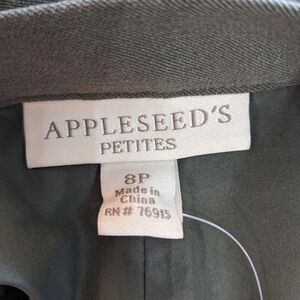 APPLESEED'S
PETITES
8P
Made in
China
RN# 76915